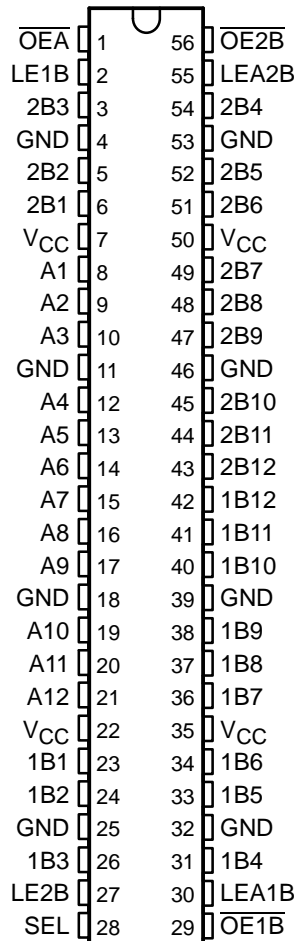 OEA 1 56 OE2B
LE1B 2 55 LEA2B
2B3 3 54 2B4
GND 4 53 GND
2B2 5 52 2B5
2B1 6 51 2B6
VCC 7 50 VCC
A1 8 49 2B7
A2 9 48 2B8
A3 10 47 2B9
GND 11 46 GND
A4 12 45 2B10
A5 13 44 2B11
A6 14 43 2B12
A7 15 42 1B12
A8 16 41 1B11
A9 17 40 1B10
GND 18 39 GND
A10 19 38 1B9
A11 20 37 1B8
A12 21 36 1B7
VCC 22 35 VCC
1B1 23 34 1B6
1B2 24 33 1B5
GND 25 32 GND
1B3 26 31 1B4
LE2B 27 30 LEA1B
SEL 28 29 OE1B